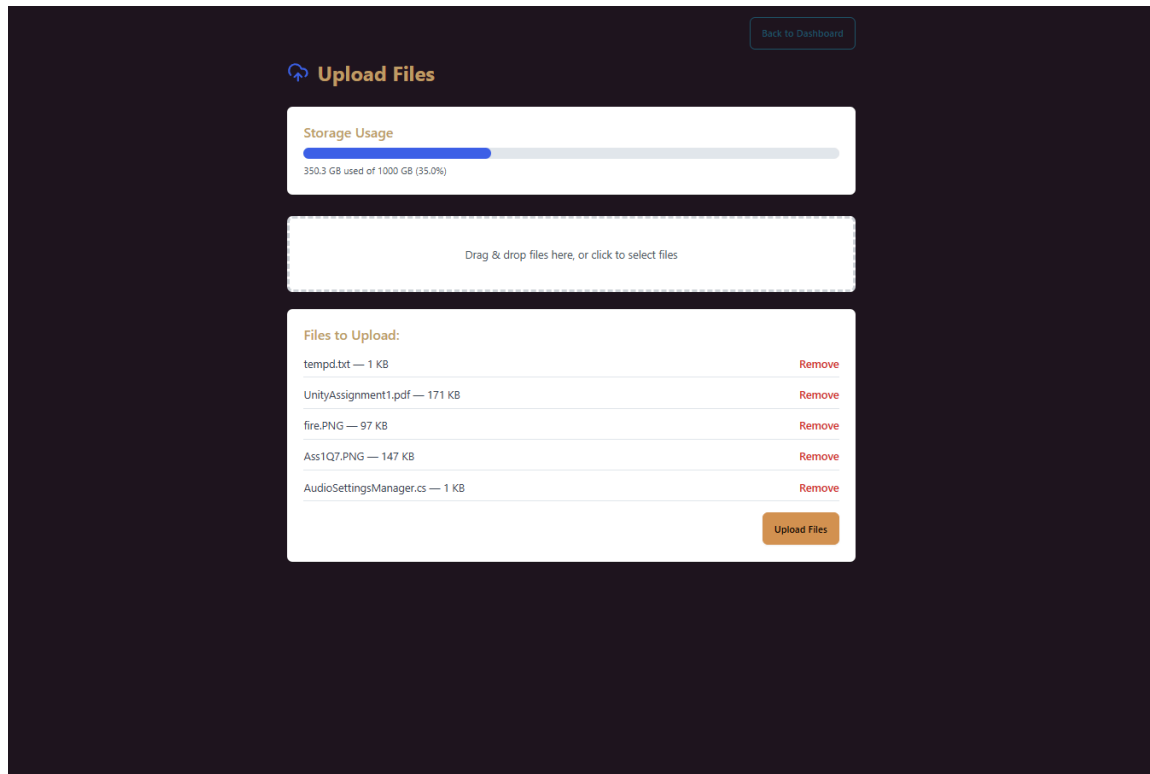 Back to Dashboard
Upload Files
Storage Usage
350.3 GB used of 1000 GB (35.0%)
Drag & drop files here, or click to select files
Files to Upload:
tempd.txt — 1 KB Remove
UnityAssignment1.pdf — 171 KB Remove
fire.PNG — 97 KB Remove
Ass1Q7.PNG — 147 KB Remove
AudioSettingsManager.cs — 1 KB Remove
Upload Files